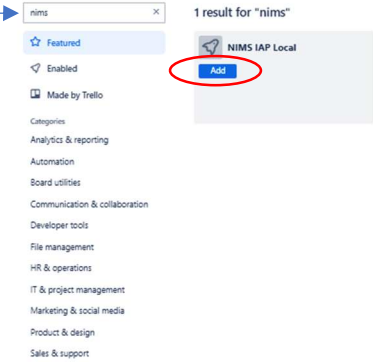 nims ×
1 result for "nims"
Featured
NIMS IAP Local
Add
Enabled
Made by Trello
Categories
Analytics & reporting
Automation
Board utilities
Communication & collaboration
Developer tools
File management
HR & operations
IT & project management
Marketing & social media
Product & design
Sales & support